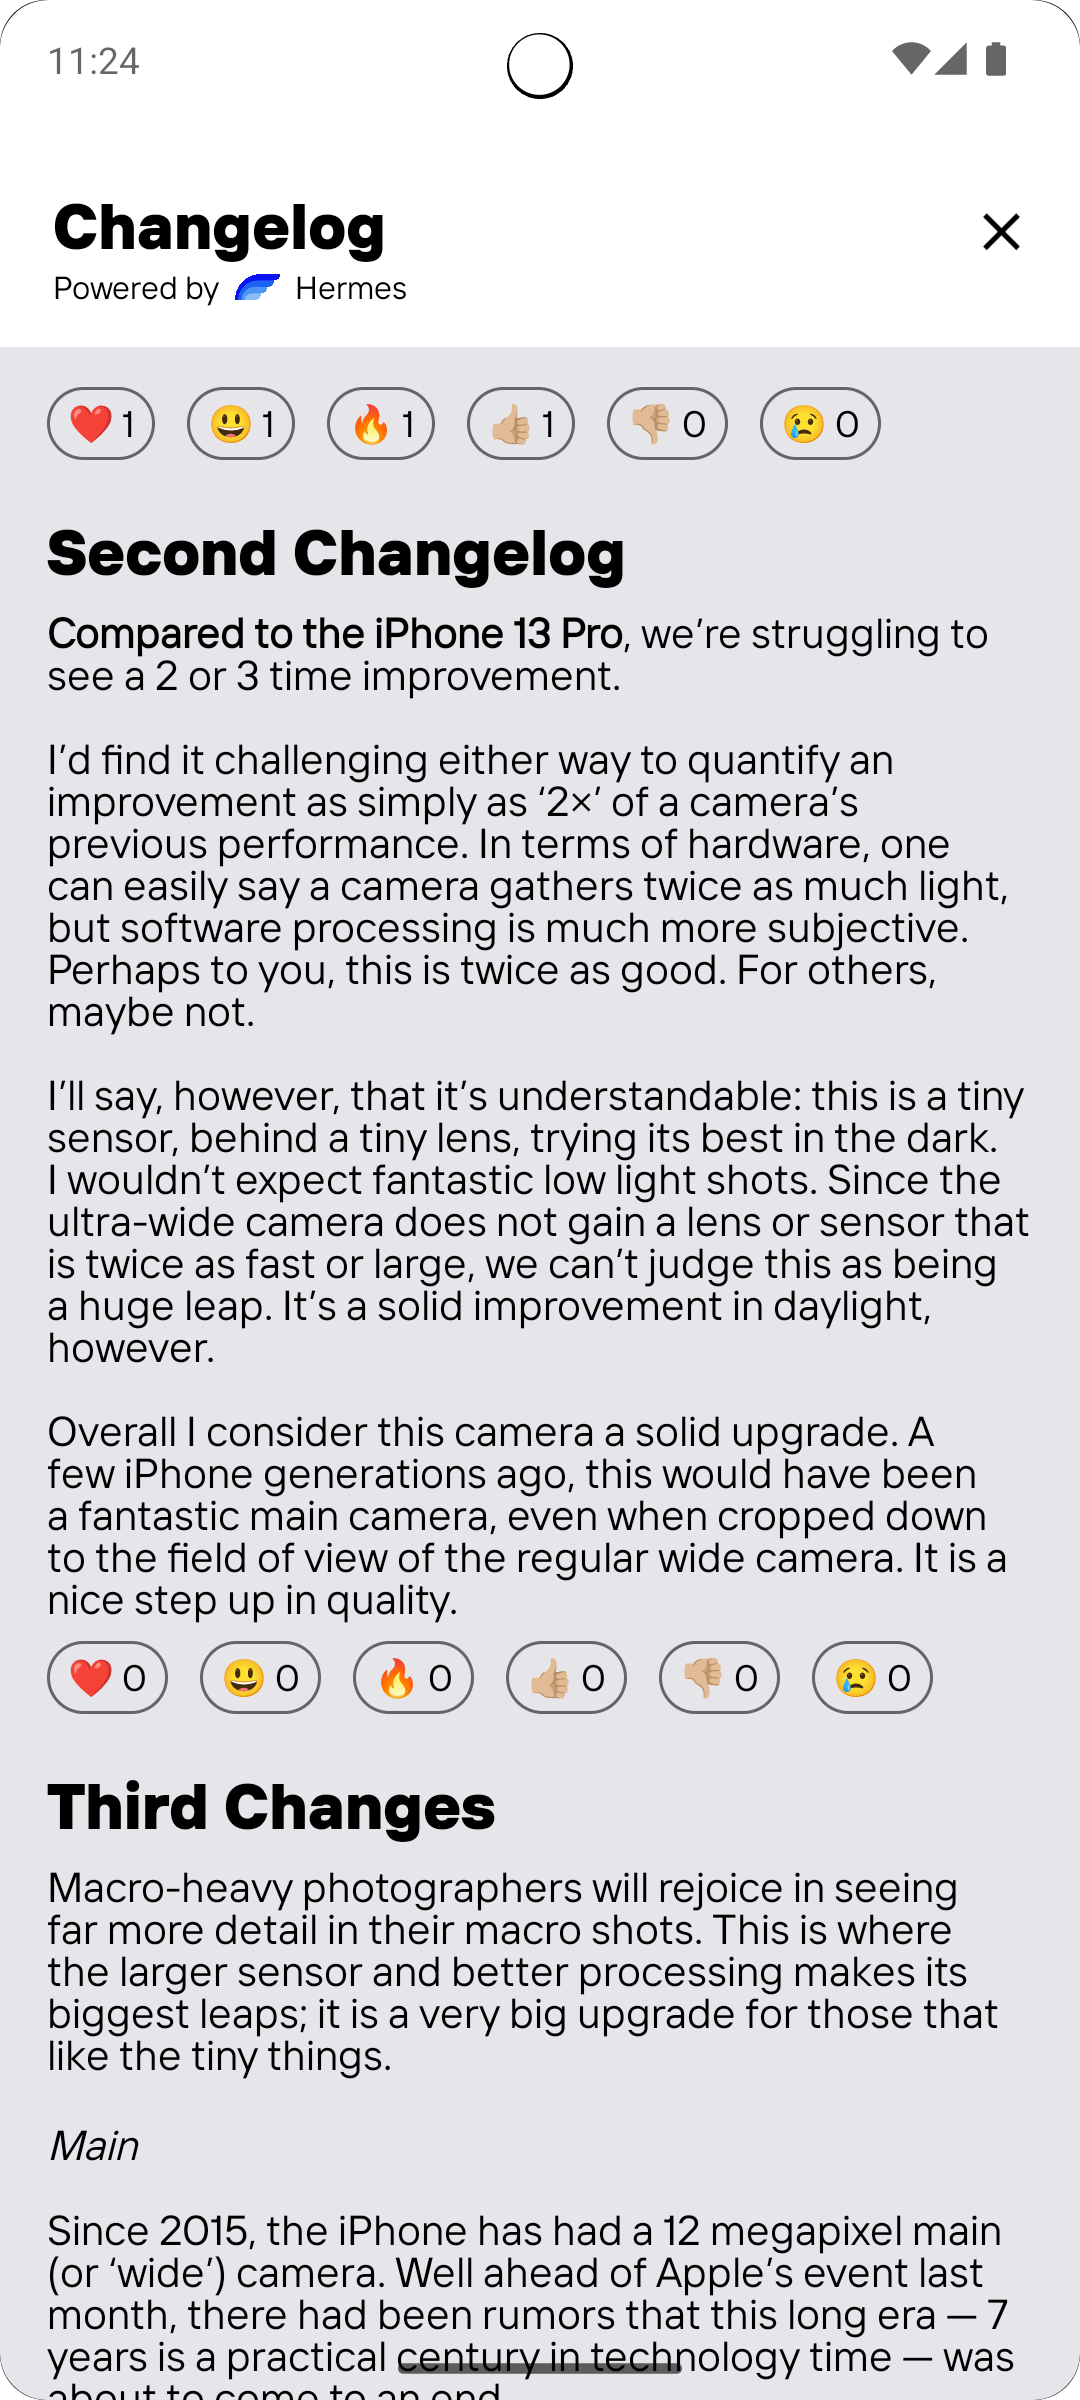 11:24
Changelog
Powered by Hermes
❤️ 1 😃 1 🔥 1 👍🏼 1 👎🏼 0 😢 0
Second Changelog
Compared to the iPhone 13 Pro, we’re struggling to
see a 2 or 3 time improvement.
I’d find it challenging either way to quantify an
improvement as simply as ‘2×’ of a camera’s
previous performance. In terms of hardware, one
can easily say a camera gathers twice as much light,
but software processing is much more subjective.
Perhaps to you, this is twice as good. For others,
maybe not.
I’ll say, however, that it’s understandable: this is a tiny
sensor, behind a tiny lens, trying its best in the dark.
I wouldn’t expect fantastic low light shots. Since the
ultra-wide camera does not gain a lens or sensor that
is twice as fast or large, we can’t judge this as being
a huge leap. It’s a solid improvement in daylight,
however.
Overall I consider this camera a solid upgrade. A
few iPhone generations ago, this would have been
a fantastic main camera, even when cropped down
to the field of view of the regular wide camera. It is a
nice step up in quality.
❤️ 0 😃 0 🔥 0 👍🏼 0 👎🏼 0 😢 0
Third Changes
Macro-heavy photographers will rejoice in seeing
far more detail in their macro shots. This is where
the larger sensor and better processing makes its
biggest leaps; it is a very big upgrade for those that
like the tiny things.
Main
Since 2015, the iPhone has had a 12 megapixel main
(or ‘wide’) camera. Well ahead of Apple’s event last
month, there had been rumors that this long era — 7
years is a practical century in technology time — was
about to come to an end.